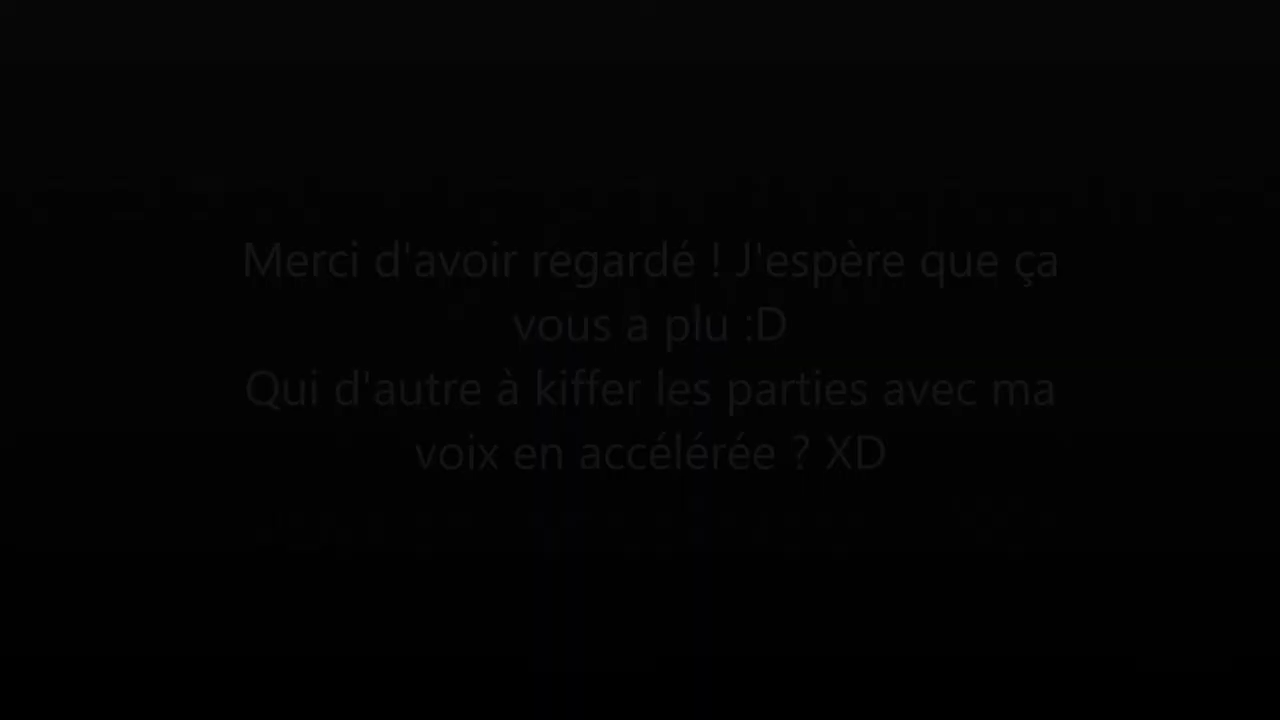 Merci d'avoir regardé ! J'espère que ça
vous a plu :D
Qui d'autre à kiffer les parties avec ma
voix en accélérée ? XD